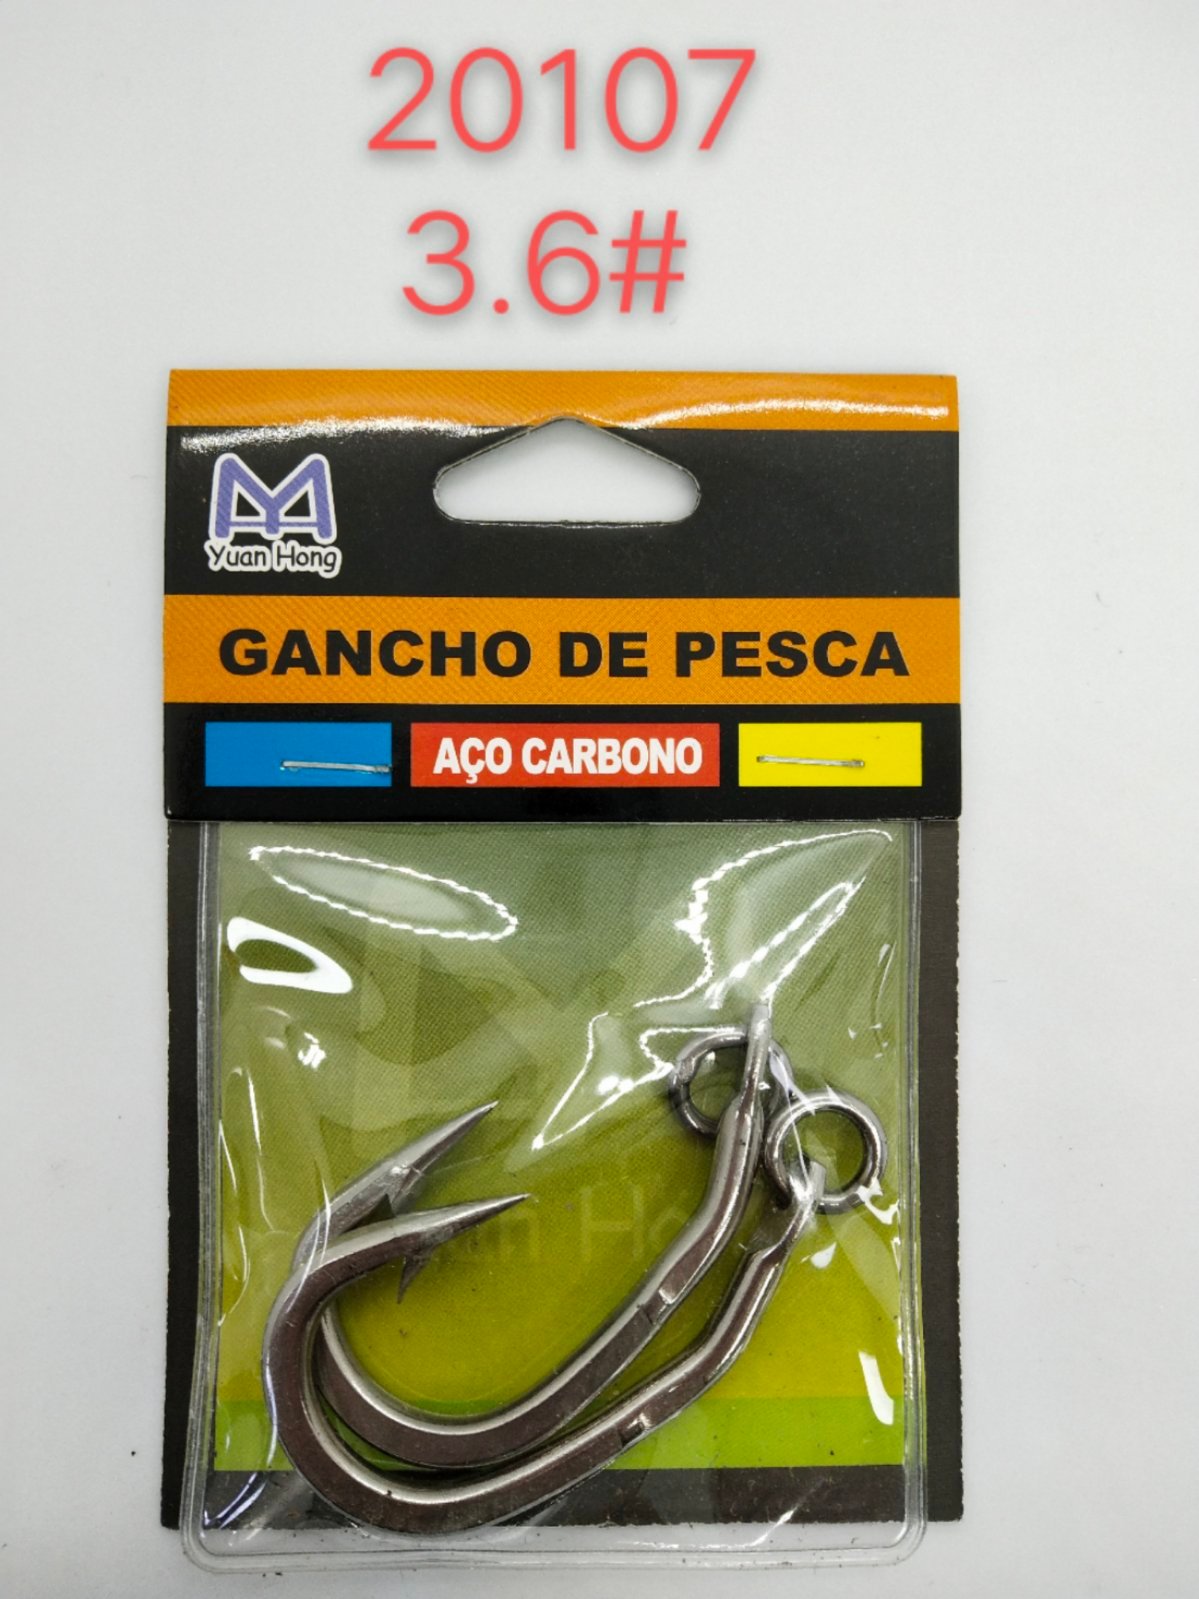 20107
3.6#
Yuan Hong
GANCHO DE PESCA
AÇO CARBONO